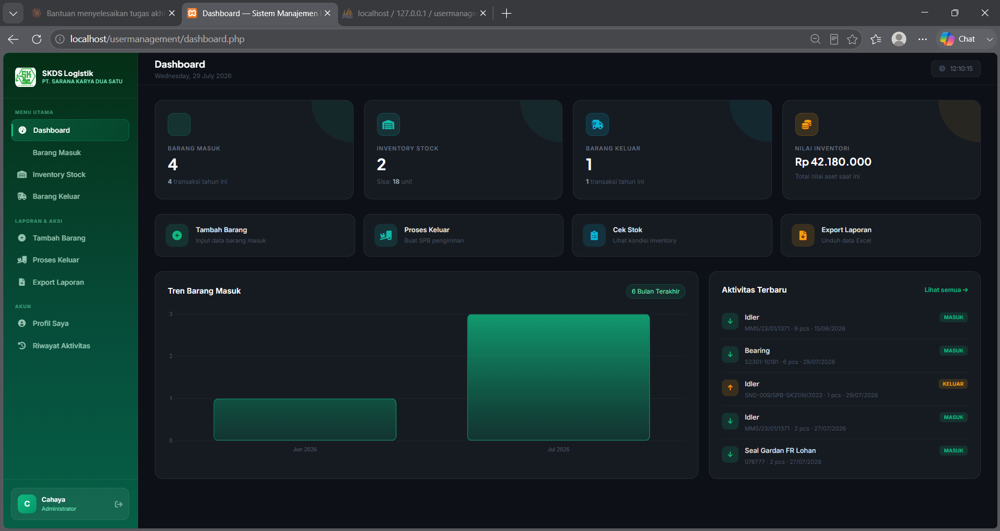 Bantuan menyelesaikan tugas akhi
Dashboard — Sistem Manajemen
localhost / 127.0.0.1 / usermanage
localhost/usermanagement/dashboard.php
Chat
SK
SKDS Logistik
PT. SARANA KARYA DUA SATU
MENU UTAMA
Dashboard
Barang Masuk
Inventory Stock
Barang Keluar
LAPORAN & AKSI
Tambah Barang
Proses Keluar
Export Laporan
AKUN
Profil Saya
Riwayat Aktivitas
C
Cahaya
Administrator
Dashboard
Wednesday, 29 July 2026
12:10:15
BARANG MASUK
4
4 transaksi tahun ini
INVENTORY STOCK
2
Sisa: 18 unit
BARANG KELUAR
1
1 transaksi tahun ini
NILAI INVENTORI
Rp 42.180.000
Total nilai aset saat ini
Tambah Barang
Input data barang masuk
Proses Keluar
Buat SPB pengiriman
Cek Stok
Lihat kondisi inventory
Export Laporan
Unduh data Excel
Tren Barang Masuk
6 Bulan Terakhir
3
2
1
0
Jun 2026
Jul 2026
Aktivitas Terbaru
Lihat semua →
Idler
MASUK
MMS/23/01/1371 · 9 pcs · 15/06/2026
Bearing
MASUK
S2301-10181 · 6 pcs · 29/07/2026
Idler
KELUAR
SND-009/SPB-SK21/III/2023 · 1 pcs · 29/07/2026
Idler
MASUK
MMS/23/01/1371 · 2 pcs · 27/07/2026
Seal Gardan FR Lohan
MASUK
078777 · 2 pcs · 27/07/2026